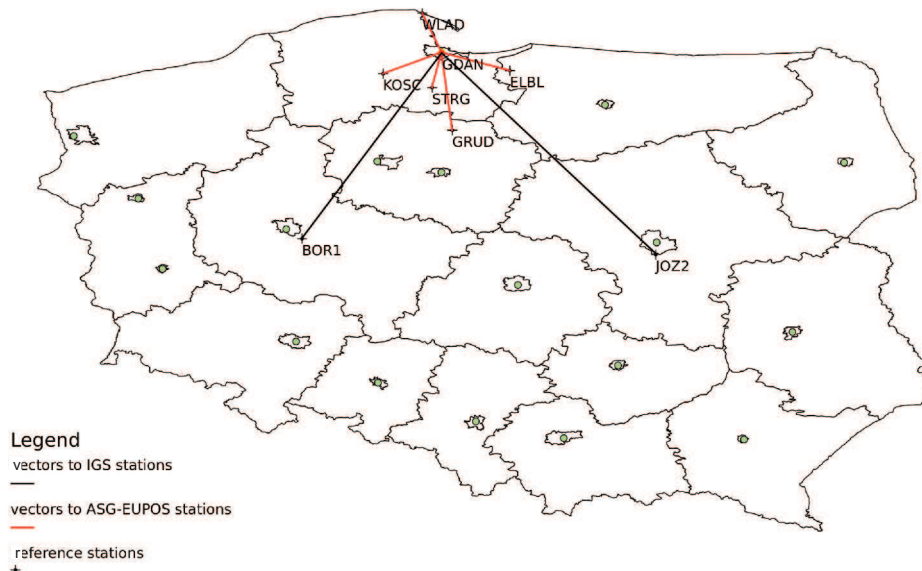 WLAD
GDAN
KOSC
ELBL
STRG
GRUD
BOR1
JOZ2
Legend
vectors to IGS stations
vectors to ASG-EUPOS stations
reference stations